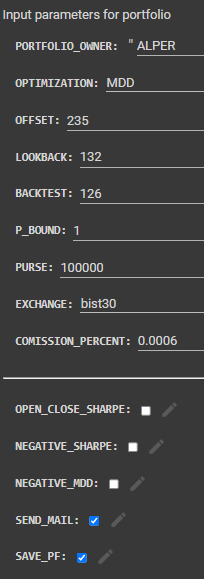 Input parameters for portfolio
PORTFOLIO_OWNER: " ALPER
OPTIMIZATION: MDD
OFFSET: 235
LOOKBACK: 132
BACKTEST: 126
P_BOUND: 1
PURSE: 100000
EXCHANGE: bist30
COMISSION_PERCENT: 0.0006
OPEN_CLOSE_SHARPE:
NEGATIVE_SHARPE:
NEGATIVE_MDD:
SEND_MAIL:
SAVE_PF: